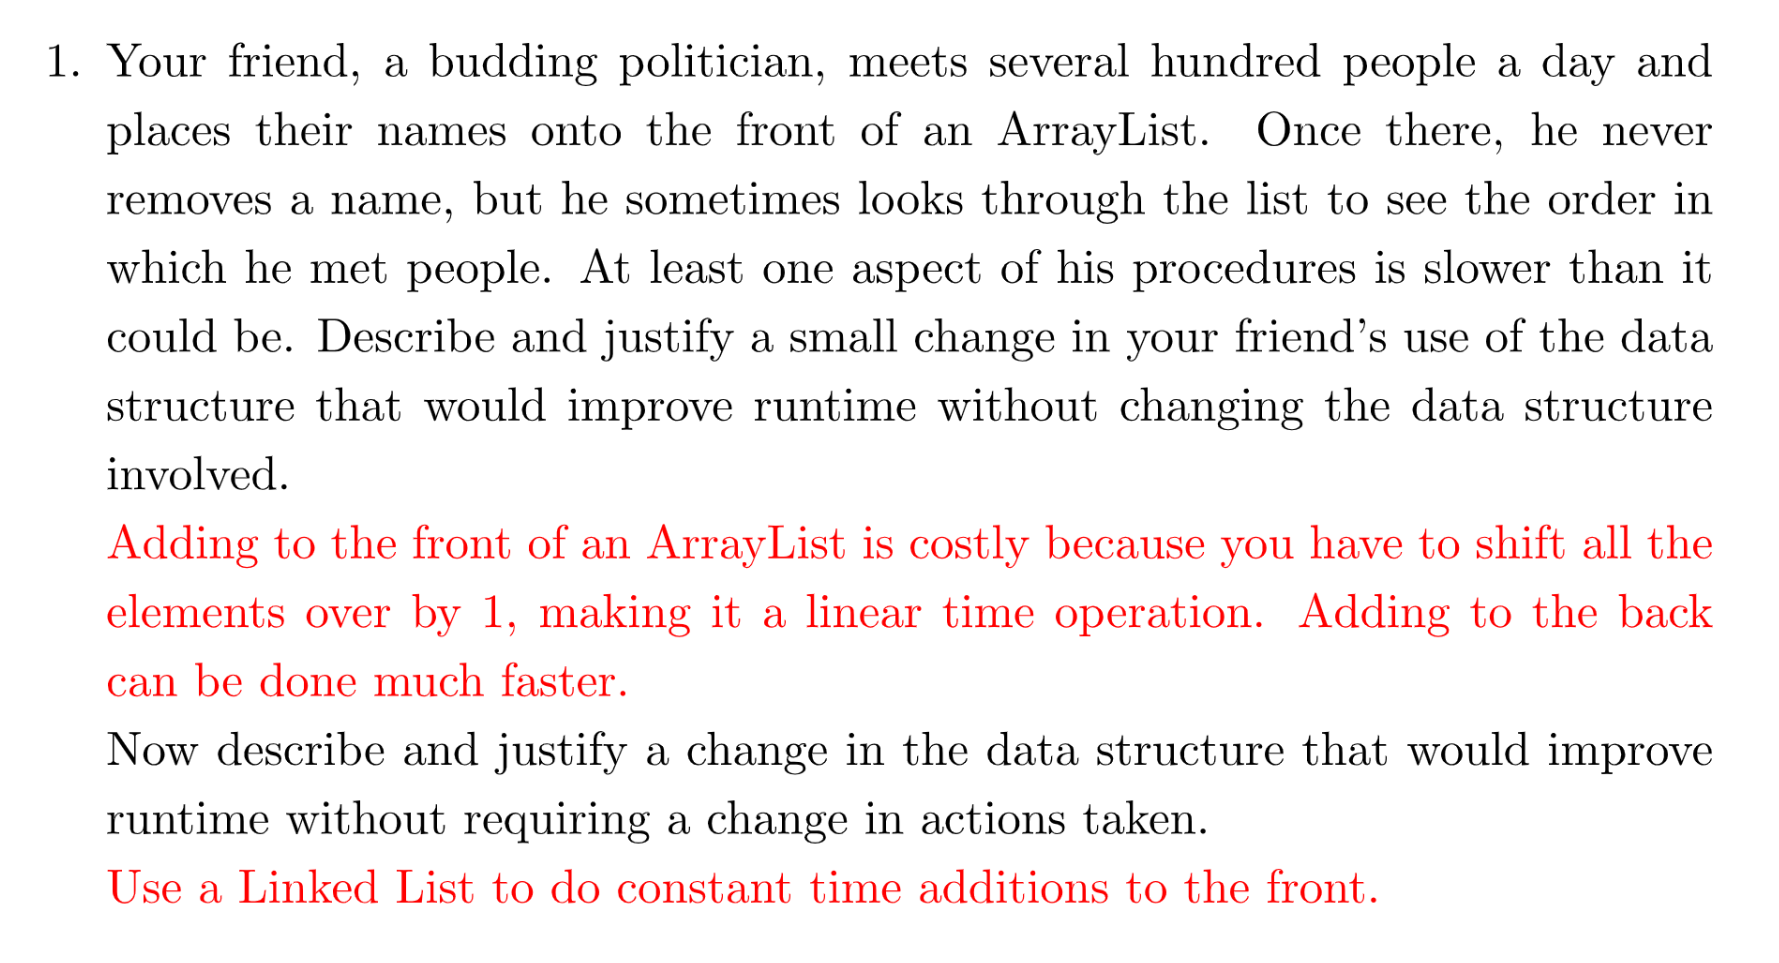 1. Your friend, a budding politician, meets several hundred people a day and
places their names onto the front of an ArrayList. Once there, he never
removes a name, but he sometimes looks through the list to see the order in
which he met people. At least one aspect of his procedures is slower than it
could be. Describe and justify a small change in your friend's use of the data
structure that would improve runtime without changing the data structure
involved.
Adding to the front of an ArrayList is costly because you have to shift all the
elements over by 1, making it a linear time operation. Adding to the back
can be done much faster.
Now describe and justify a change in the data structure that would improve
runtime without requiring a change in actions taken.
Use a Linked List to do constant time additions to the front.